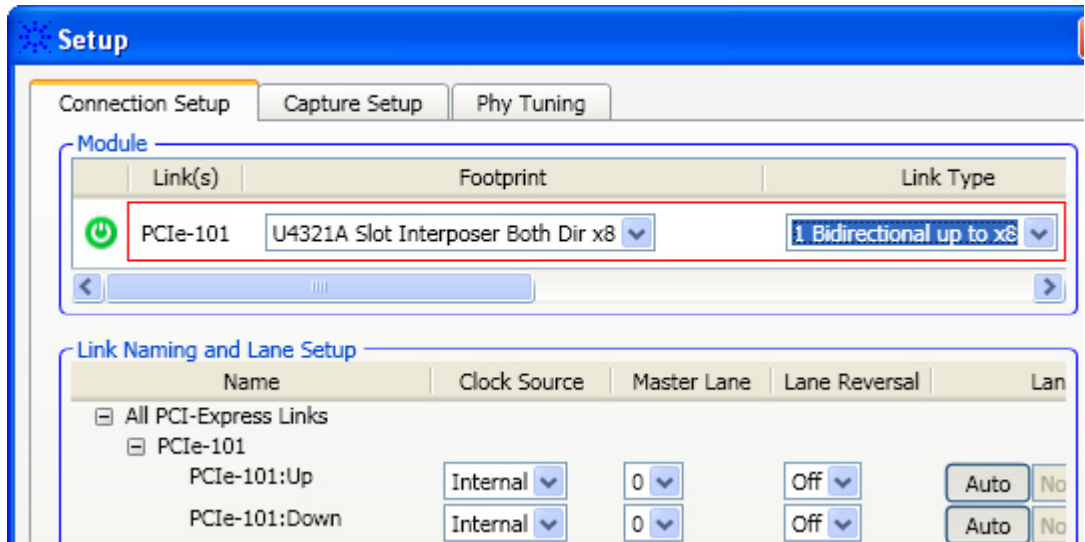 Setup
Connection Setup Capture Setup Phy Tuning
Module
Link(s) Footprint Link Type
PCIe-101 U4321A Slot Interposer Both Dir x8 1 Bidirectional up to x8
Link Naming and Lane Setup
Name Clock Source Master Lane Lane Reversal Lan
All PCI-Express Links
PCIe-101
PCIe-101:Up Internal 0 Off Auto No
PCIe-101:Down Internal 0 Off Auto No